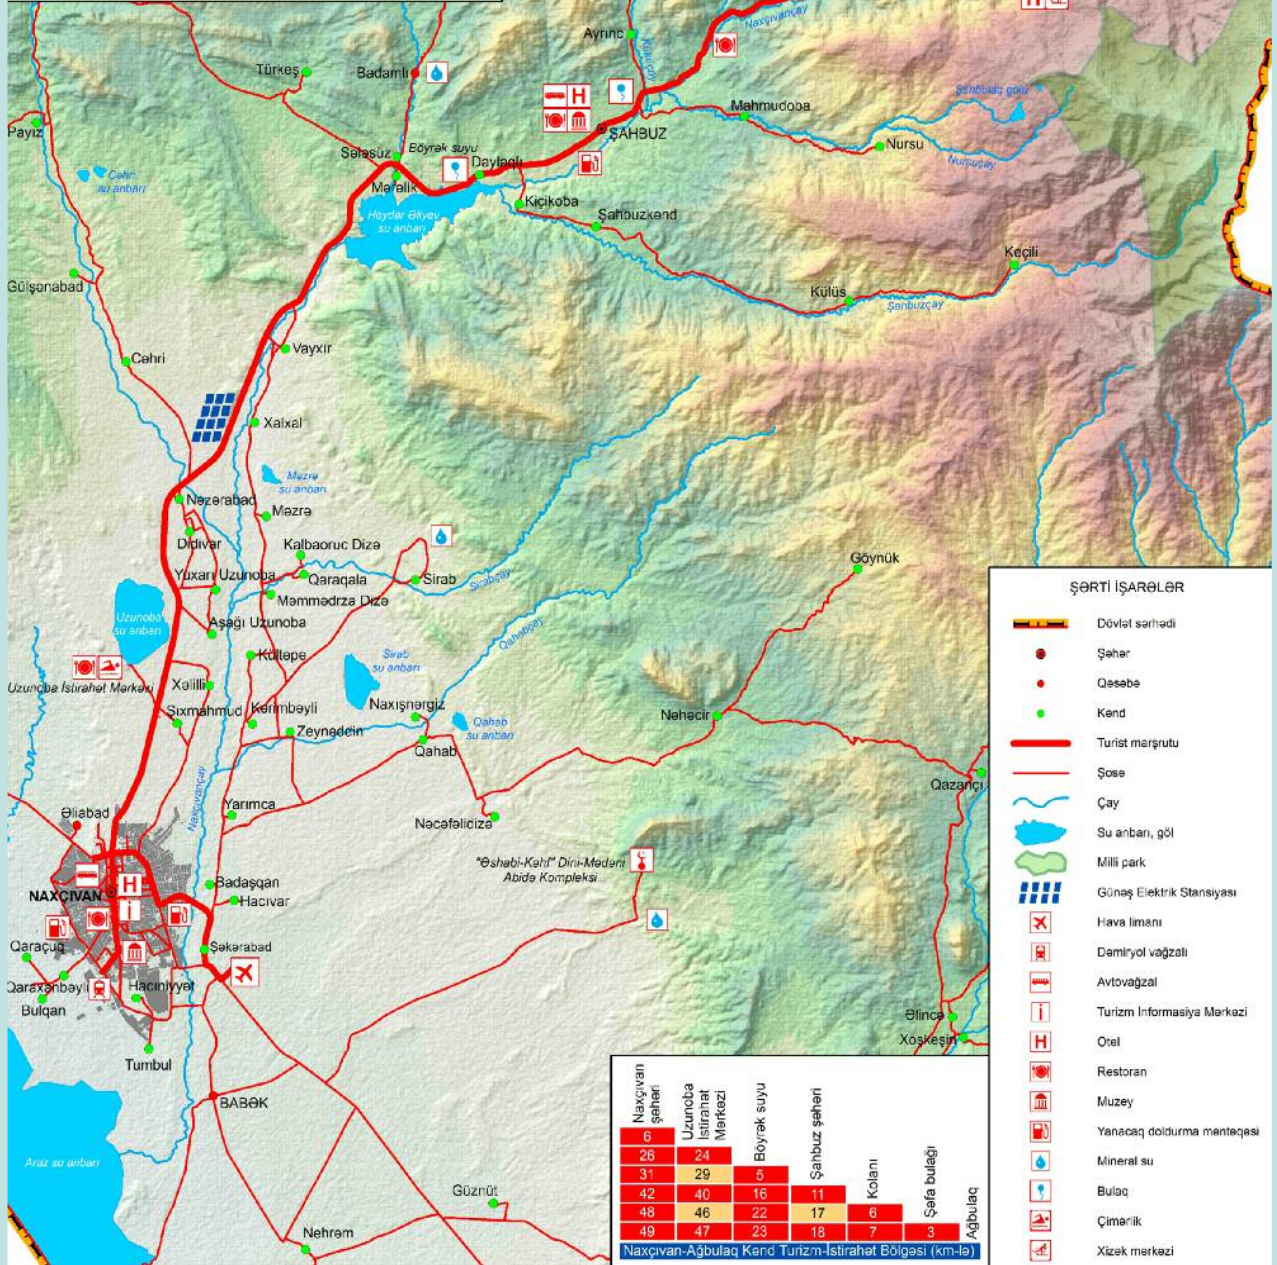 Naxçıvançay
Ayrınc
Kükü­çay
Türkeş
Badamlı
Şənbulaq gölü
Mahmudoba
Payız
ŞAHBUZ
Nursu
Nursuçay
Sələsüz
Böyrək suyu
Daylaqlı
Mərəlik
Cəhri
su anbarı
Kiçikoba
Heydər Əliyev
su anbarı
Şahbuzkənd
Keçili
Gülşənabad
Külüs
Şahbuzçay
Vayxır
Cəhri
Xalxal
Məzrə
su anbarı
Nəzərabad
Məzrə
Didivar
Kalbaoruc Dizə
Göynük
Yuxarı Uzunoba
Qaraqala
Sirab
Sirabçay
Məmmədrza Dizə
Uzunoba
su anbarı
Aşağı Uzunoba
Qahabçay
Kültəpə
Sirab
su anbarı
Uzunoba İstirahət Mərkəzi
Xəlilli
Sıxmahmud
Kərimbəyli
Naxışnərgiz
Nəhəcir
Zeynəddin
Qahab
su anbarı
Qahab
Naxçıvançay
Qazançı
Əliabad
Yarımca
Nəcəfəlidizə
"Əshabi-Kəhf" Dini-Mədəni
Abidə Kompleksi
NAXÇIVAN
Badaşqan
Hacıvar
Qaraçuq
Şəkərabad
Qaraxənbəyli
Hacıniyyət
Bulqan
Əlincə
Xoşkeşin
Tumbul
BABƏK
Araz su anbarı
Güznüt
Nehrəm
ŞƏRTİ İŞARƏLƏR
Dövlət sərhədi
Şəhər
Qəsəbə
Kənd
Turist marşrutu
Şose
Çay
Su anbarı, göl
Milli park
Günəş Elektrik Stansiyası
Hava limanı
Dəmiryol vağzalı
Avtovağzal
Turizm İnformasiya Mərkəzi
Otel
Restoran
Muzey
Yanacaq doldurma məntəqəsi
Mineral su
Bulaq
Çimərlik
Xizək mərkəzi
Naxçıvan
şəhəri
Uzunoba
İstirahət
Mərkəzi
Böyrək suyu
Şahbuz şəhəri
Kolanı
Şəfa bulağı
Ağbulaq
6
26 24
31 29 5
42 40 16 11
48 46 22 17 6
49 47 23 18 7 3
Naxçıvan-Ağbulaq Kənd Turizm-İstirahət Bölgəsi (km-lə)